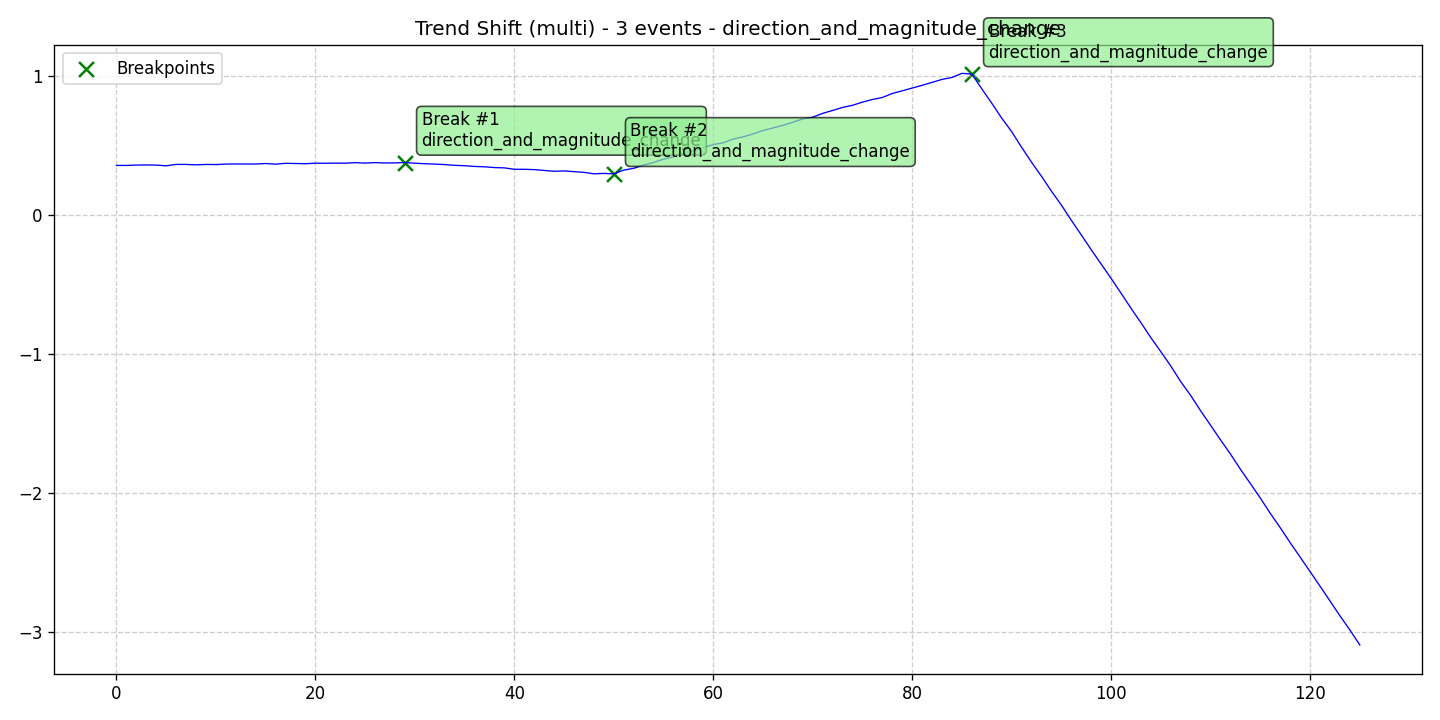 Trend Shift (multi) - 3 events - direction_and_magnitude_change
Break #3
direction_and_magnitude_change
Breakpoints
Break #1
direction_and_magnitude_change
Break #2
direction_and_magnitude_change
1
0
−1
−2
−3
0 20 40 60 80 100 120